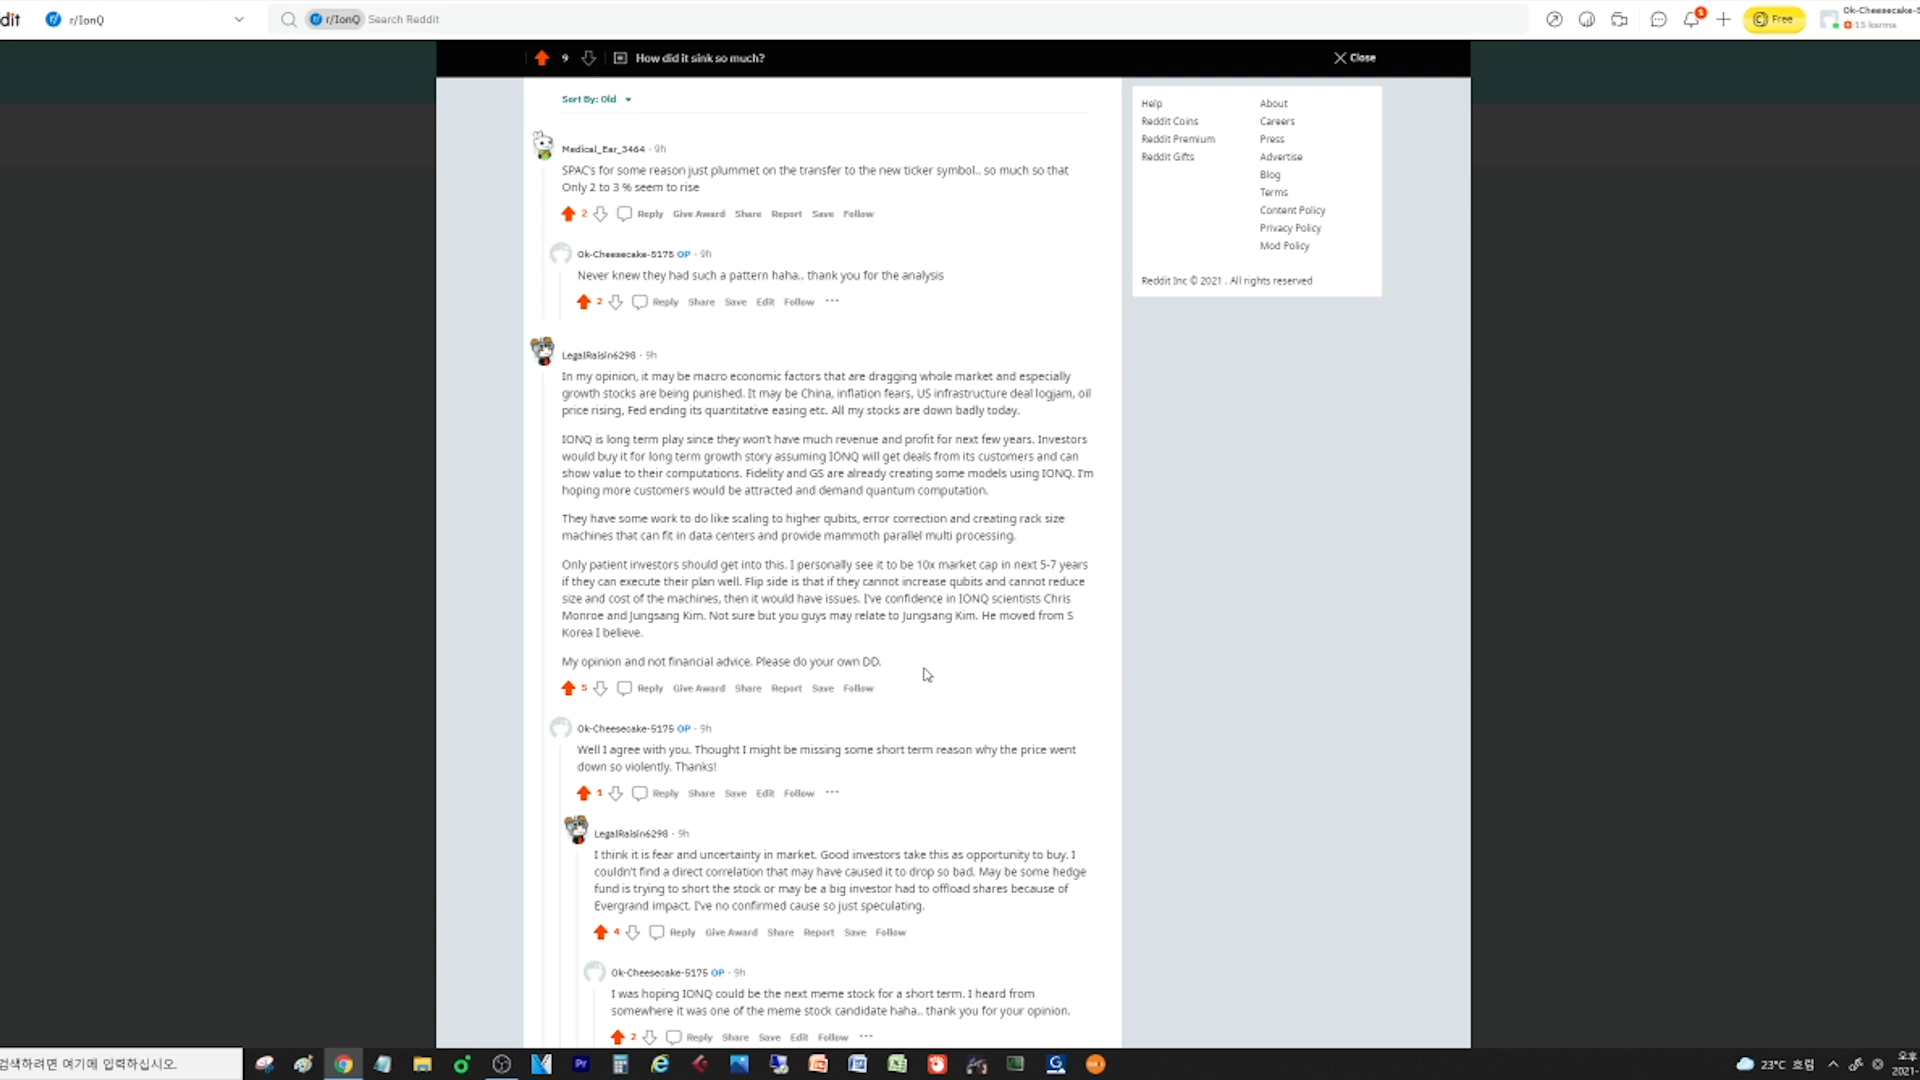 dit r/IonQ r/IonQ Search Reddit Free Ok-Cheesecake-5
15 karma
9 How did it sink so much? Close
Sort By: Old
Medical_Ear_3464 · 9h
SPAC's for some reason just plummet on the transfer to the new ticker symbol.. so much so that
Only 2 to 3 % seem to rise
2 Reply Give Award Share Report Save Follow
Ok-Cheesecake-5175 OP · 9h
Never knew they had such a pattern haha.. thank you for the analysis
2 Reply Share Save Edit Follow ···
LegalRaisin6298 · 9h
In my opinion, it may be macro economic factors that are dragging whole market and especially
growth stocks are being punished. It may be China, inflation fears, US infrastructure deal logjam, oil
price rising, Fed ending its quantitative easing etc. All my stocks are down badly today.
IONQ is long term play since they won't have much revenue and profit for next few years. Investors
would buy it for long term growth story assuming IONQ will get deals from its customers and can
show value to their computations. Fidelity and GS are already creating some models using IONQ. I'm
hoping more customers would be attracted and demand quantum computation.
They have some work to do like scaling to higher qubits, error correction and creating rack size
machines that can fit in data centers and provide mammoth parallel multi processing.
Only patient investors should get into this. I personally see it to be 10x market cap in next 5-7 years
if they can execute their plan well. Flip side is that if they cannot increase qubits and cannot reduce
size and cost of the machines, then it would have issues. I've confidence in IONQ scientists Chris
Monroe and Jungsang Kim. Not sure but you guys may relate to Jungsang Kim. He moved from S
Korea I believe.
My opinion and not financial advice. Please do your own DD.
5 Reply Give Award Share Report Save Follow
Ok-Cheesecake-5175 OP · 9h
Well I agree with you. Thought I might be missing some short term reason why the price went
down so violently. Thanks!
1 Reply Share Save Edit Follow ···
LegalRaisin6298 · 9h
I think it is fear and uncertainty in market. Good investors take this as opportunity to buy. I
couldn't find a direct correlation that may have caused it to drop so bad. May be some hedge
fund is trying to short the stock or may be a big investor had to offload shares because of
Evergrand impact. I've no confirmed cause so just speculating.
4 Reply Give Award Share Report Save Follow
Ok-Cheesecake-5175 OP · 9h
I was hoping IONQ could be the next meme stock for a short term. I heard from
somewhere it was one of the meme stock candidate haha.. thank you for your opinion.
2 Reply Share Save Edit Follow ···
Help About
Reddit Coins Careers
Reddit Premium Press
Reddit Gifts Advertise
Blog
Terms
Content Policy
Privacy Policy
Mod Policy
Reddit Inc © 2021 . All rights reserved
검색하려면 여기에 입력하십시오. Pr 23°C 흐림 오후
2021-